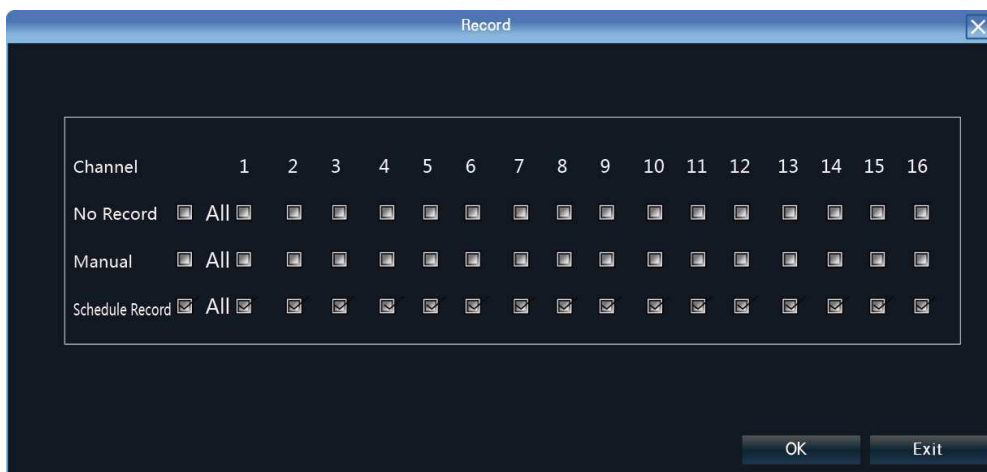 Record
Channel 1 2 3 4 5 6 7 8 9 10 11 12 13 14 15 16
No Record All
Manual All
Schedule Record All
OK Exit